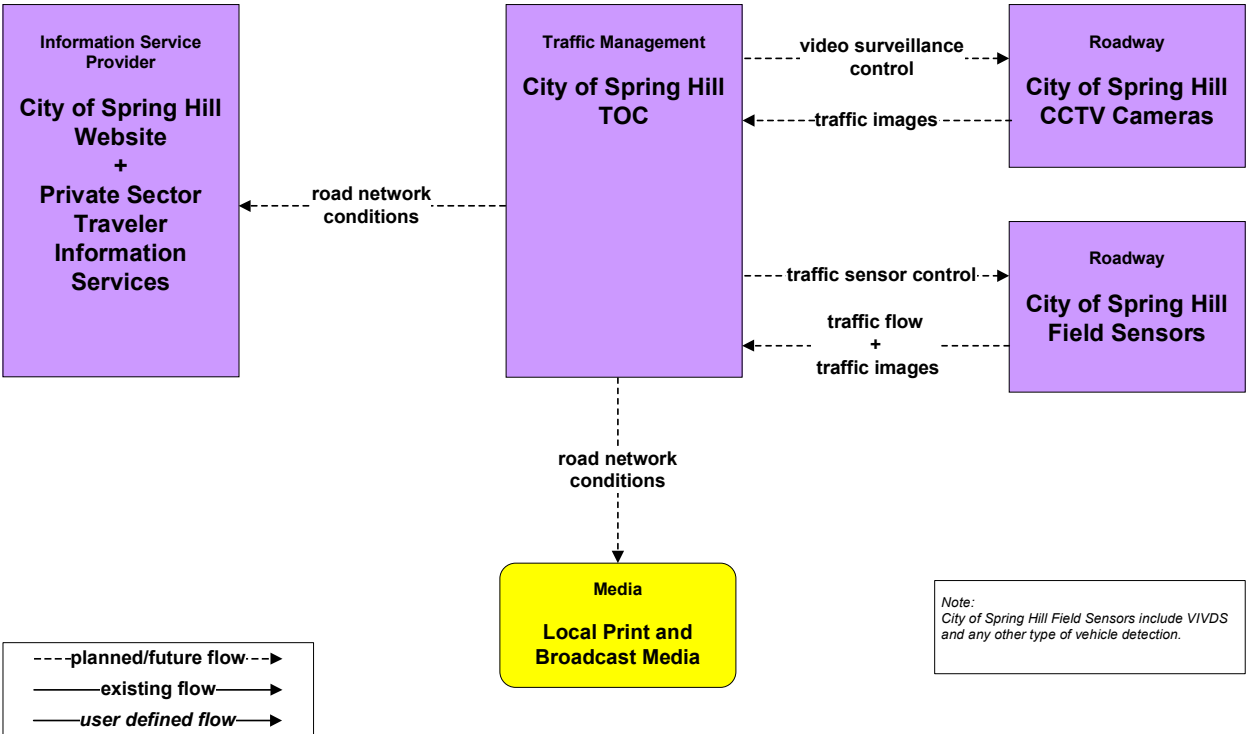 Information Service
Provider
City of Spring Hill
Website
+
Private Sector
Traveler
Information
Services
road network
conditions
Traffic Management
City of Spring Hill
TOC
video surveillance
control
traffic images
Roadway
City of Spring Hill
CCTV Cameras
traffic sensor control
traffic flow
+
traffic images
Roadway
City of Spring Hill
Field Sensors
road network
conditions
Media
Local Print and
Broadcast Media
Note:
City of Spring Hill Field Sensors include VIVDS
and any other type of vehicle detection.
planned/future flow
existing flow
user defined flow